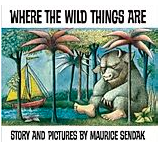 WHERE THE WILD THINGS ARE
STORY AND PICTURES BY MAURICE SENDAK